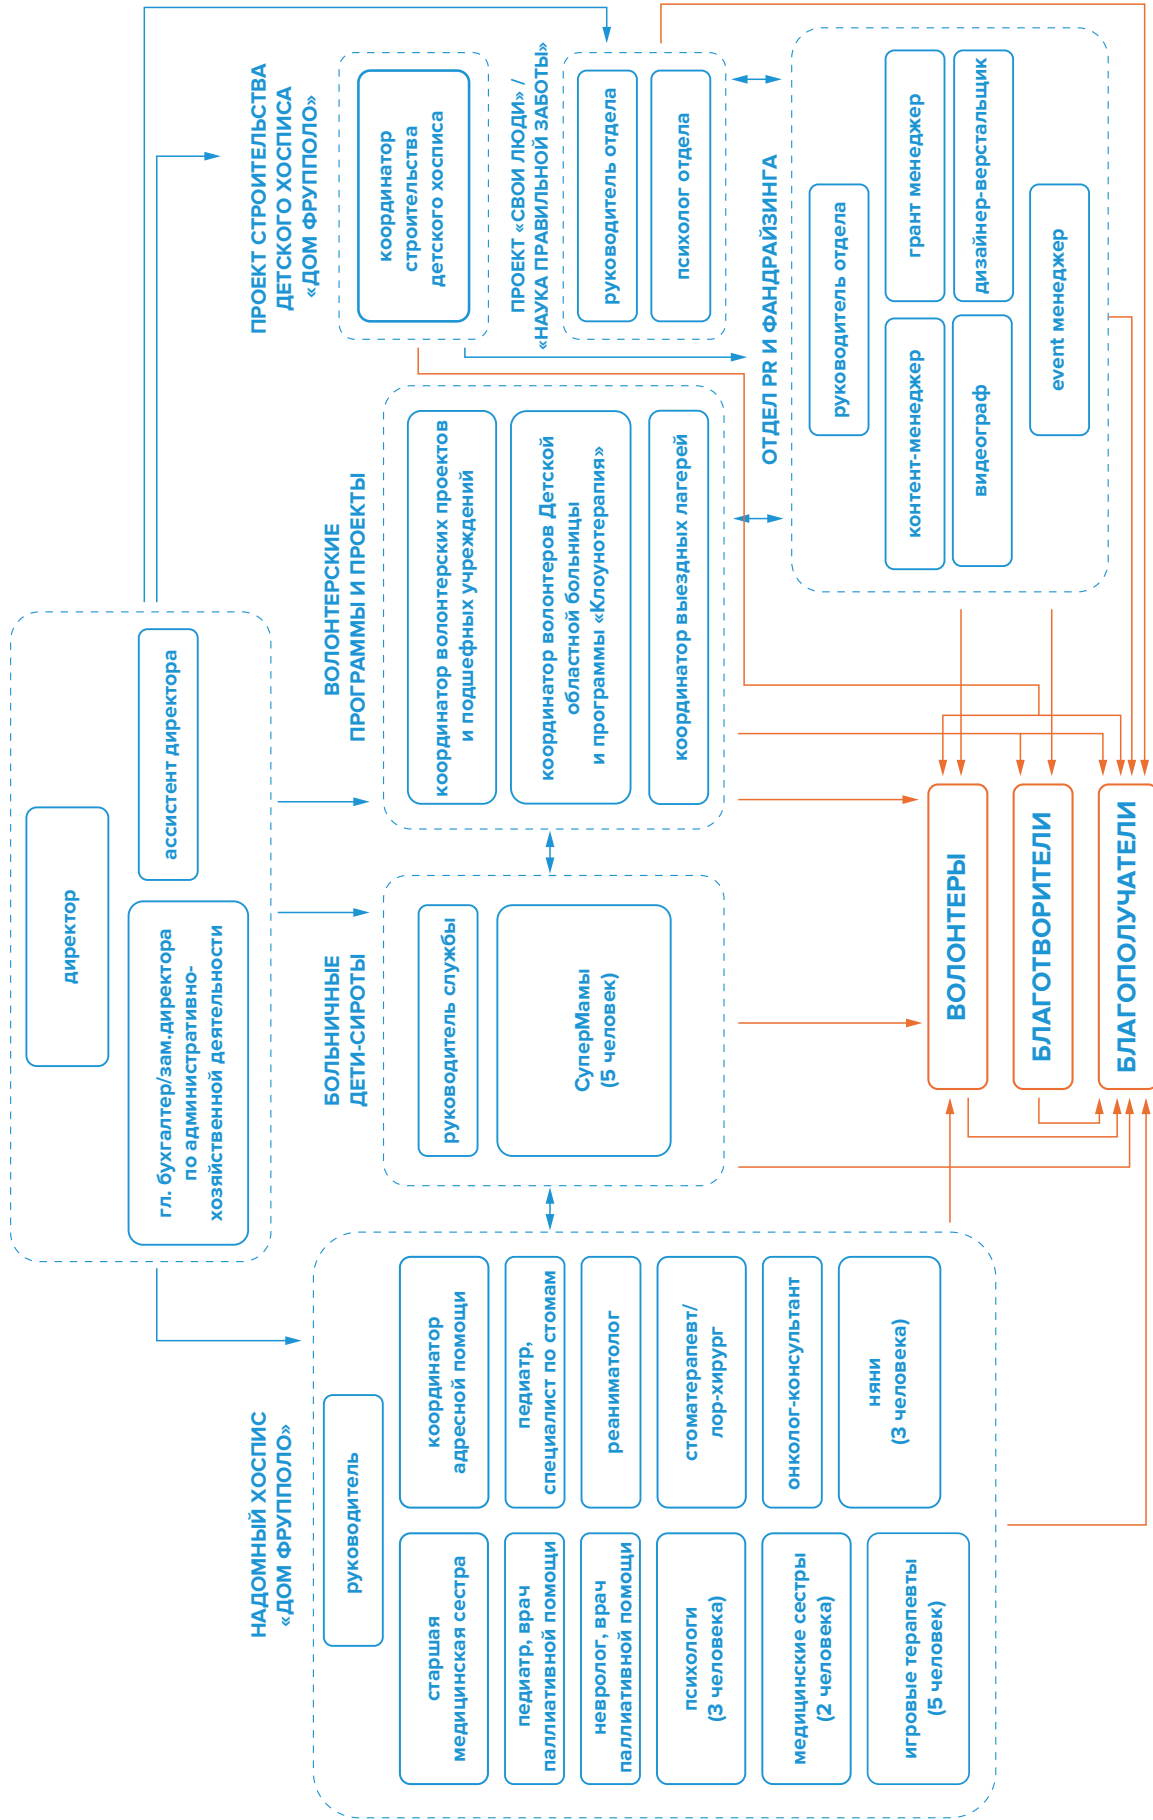 директор
гл. бухгалтер/зам.директора
по административно-
хозяйственной деятельности
ассистент директора
НАДОМНЫЙ ХОСПИС
«ДОМ ФРУППОЛО»
руководитель
старшая
медицинская сестра
координатор
адресной помощи
педиатр, врач
паллиативной помощи
педиатр,
специалист по стомам
невролог, врач
паллиативной помощи
реаниматолог
психологи
(3 человека)
стоматерапевт/
лор-хирург
медицинские сестры
(2 человека)
онколог-консультант
игровые терапевты
(5 человек)
няни
(3 человека)
БОЛЬНИЧНЫЕ
ДЕТИ-СИРОТЫ
руководитель службы
СуперМамы
(5 человек)
ВОЛОНТЕРСКИЕ
ПРОГРАММЫ И ПРОЕКТЫ
координатор волонтерских проектов
и подшефных учреждений
координатор волонтеров Детской
областной больницы
и программы «Клоунотерапия»
координатор выездных лагерей
ПРОЕКТ СТРОИТЕЛЬСТВА
ДЕТСКОГО ХОСПИСА
«ДОМ ФРУППОЛО»
координатор
строительства
детского хосписа
ПРОЕКТ «СВОИ ЛЮДИ» /
«НАУКА ПРАВИЛЬНОЙ ЗАБОТЫ»
руководитель отдела
психолог отдела
ОТДЕЛ PR И ФАНДРАЙЗИНГА
руководитель отдела
контент-менеджер
грант менеджер
видеограф
дизайнер-верстальщик
event менеджер
ВОЛОНТЕРЫ
БЛАГОТВОРИТЕЛИ
БЛАГОПОЛУЧАТЕЛИ